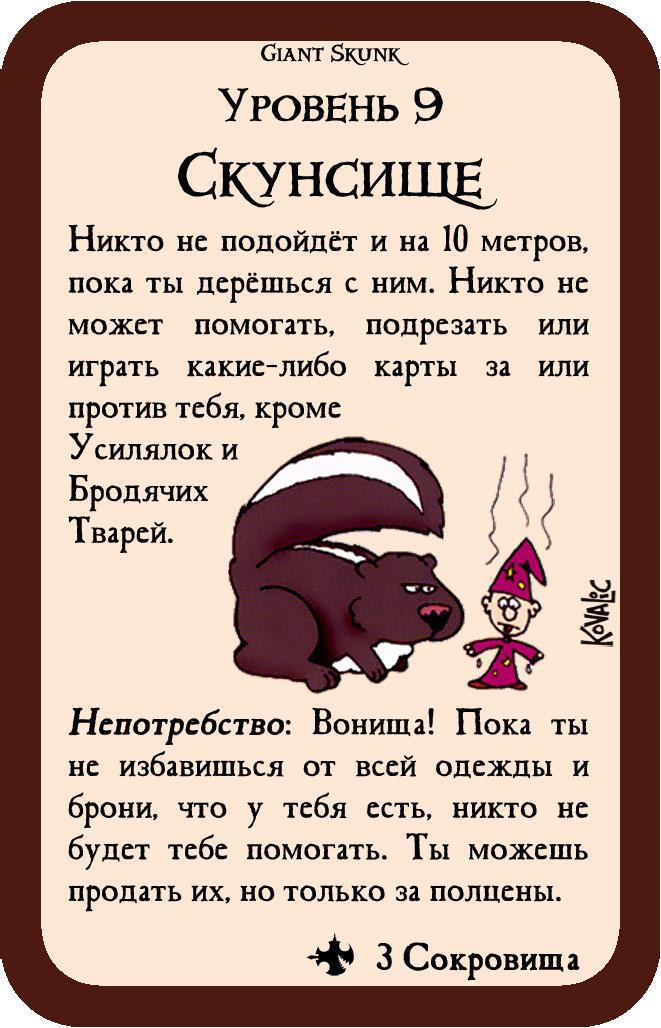 Giant Skunk
Уровень 9
Скунсище
Никто не подойдёт и на 10 метров,
пока ты дерёшься с ним. Никто не
может помогать, подрезать или
играть какие-либо карты за или
против тебя, кроме
Усилялок и
Бродячих
Тварей.
Kovalic
Непотребство: Вонища! Пока ты
не избавишься от всей одежды и
брони, что у тебя есть, никто не
будет тебе помогать. Ты можешь
продать их, но только за полцены.
3 Сокровища